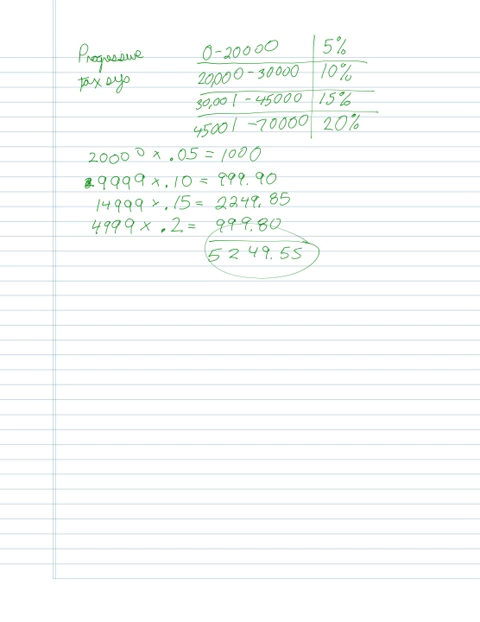 Progressive
tax sys
0-20000 5%
20,000-30000 10%
30,001-45000 15%
45001-70000 20%
20000 x .05 = 1000
9999 x .10 = 999.90
14999 x .15 = 2249.85
4999 x .2 = 999.80
5249.55